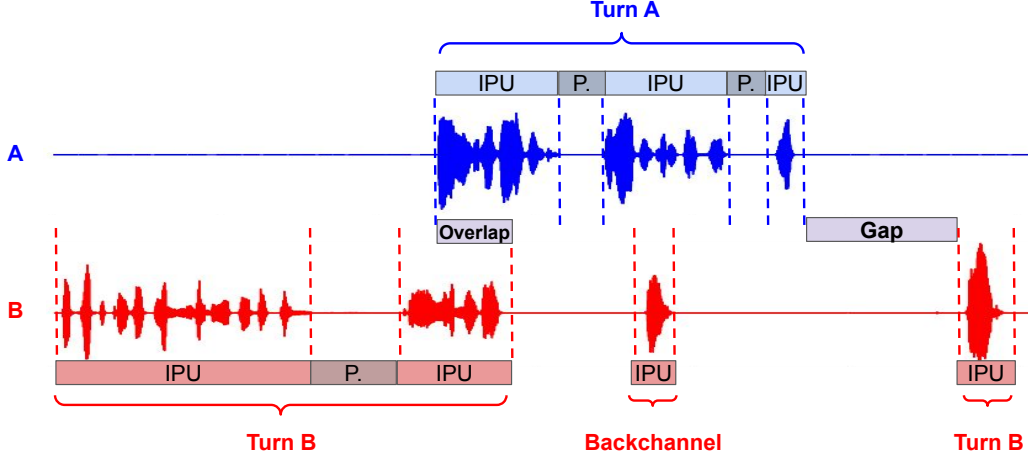 Turn A
IPU P. IPU P. IPU
A
Overlap
Gap
B
IPU P. IPU IPU IPU
Turn B Backchannel Turn B